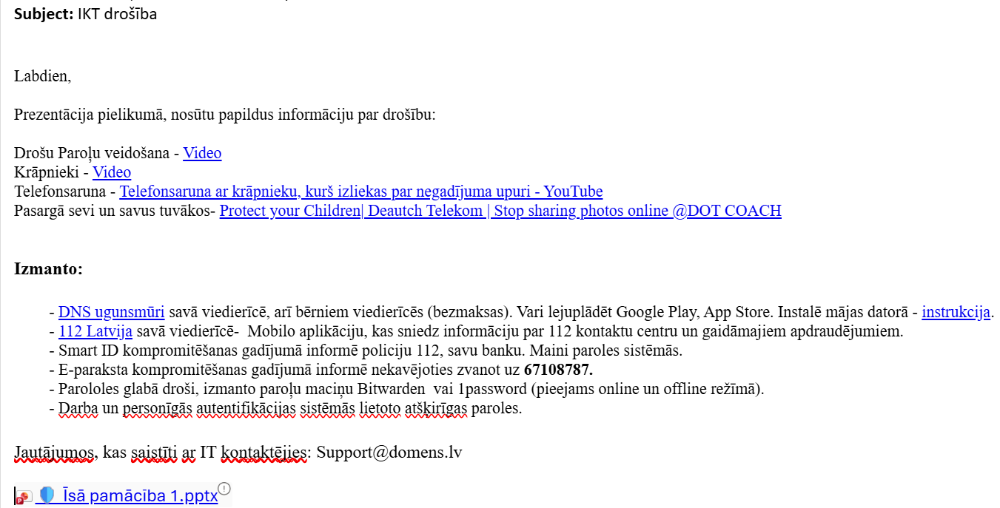 Subject: IKT drošība
Labdien,
Prezentācija pielikumā, nosūtu papildus informāciju par drošību:
Drošu Paroļu veidošana - Video
Krāpnieki - Video
Telefonsaruna - Telefonsaruna ar krāpnieku, kurš izliekas par negadījuma upuri - YouTube
Pasargā sevi un savus tuvākos- Protect your Children| Deautch Telekom | Stop sharing photos online @DOT COACH
Izmanto:
- DNS ugunsmūri savā viedierīcē, arī bērniem viedierīcēs (bezmaksas). Vari lejuplādēt Google Play, App Store. Instalē mājas datorā - instrukcija.
- 112 Latvija savā viedierīcē- Mobilo aplikāciju, kas sniedz informāciju par 112 kontaktu centru un gaidāmajiem apdraudējumiem.
- Smart ID kompromitēšanas gadījumā informē policiju 112, savu banku. Maini paroles sistēmās.
- E-paraksta kompromitēšanas gadījumā informē nekavējoties zvanot uz 67108787.
- Parololes glabā droši, izmanto paroļu maciņu Bitwarden vai 1password (pieejams online un offline režīmā).
- Darba un personīgās autentifikācijas sistēmās lietoto atšķirīgas paroles.
Jautājumos, kas saistīti ar IT kontaktējies: Support@domens.lv
Īsā pamācība 1.pptx